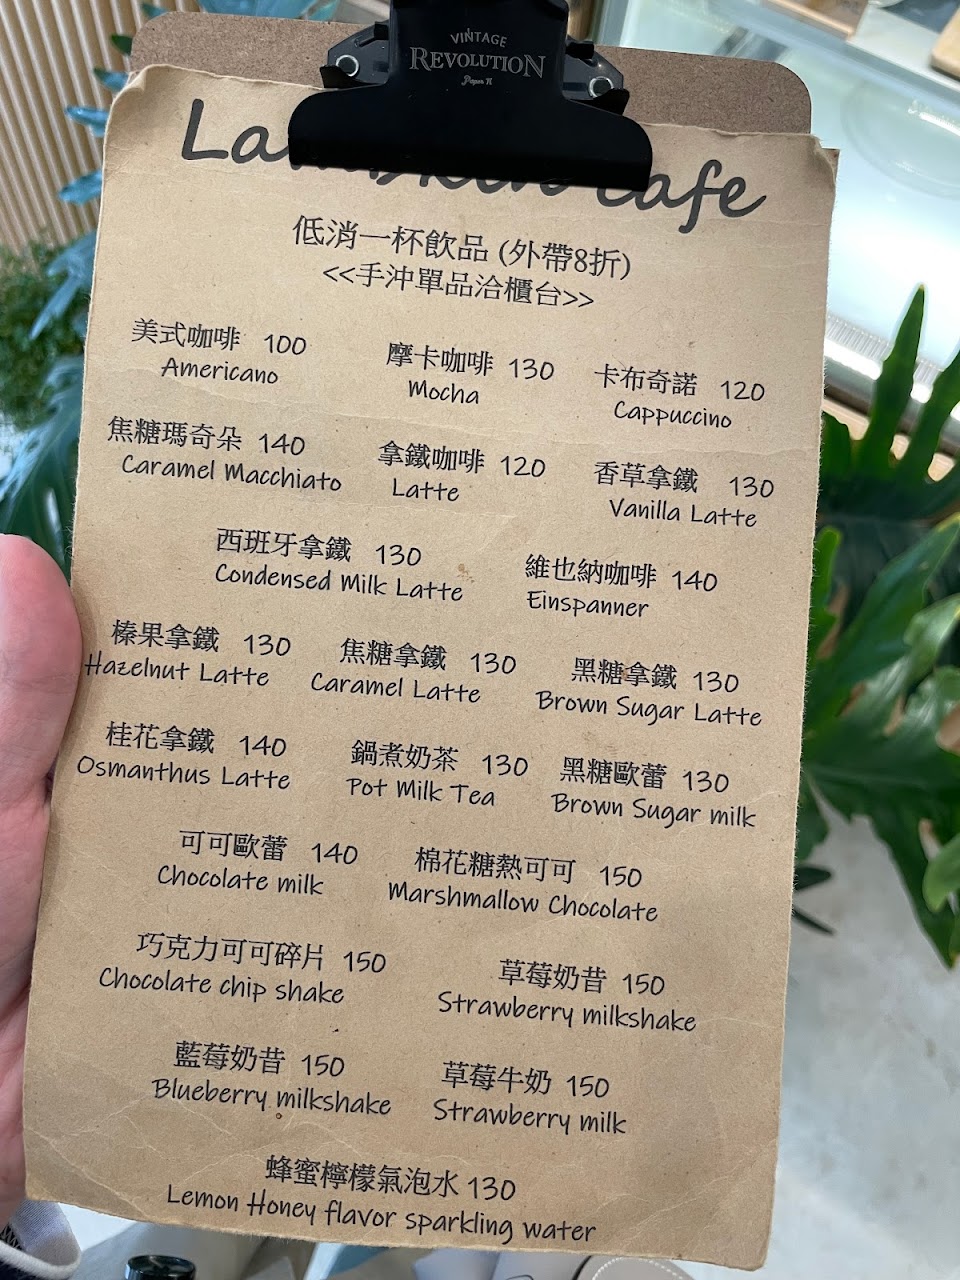 VINTAGE
REVOLUTION
Paper π
Cafe
低消一杯飲品 (外帶8折)
<<手沖單品洽櫃台>>
美式咖啡 100 摩卡咖啡 130 卡布奇諾 120
Americano Mocha Cappuccino
焦糖瑪奇朵 140 拿鐵咖啡 120 香草拿鐵 130
Caramel Macchiato Latte Vanilla Latte
西班牙拿鐵 130 維也納咖啡 140
Condensed Milk Latte Einspanner
榛果拿鐵 130 焦糖拿鐵 130 黑糖拿鐵 130
Hazelnut Latte Caramel Latte Brown Sugar Latte
桂花拿鐵 140 鍋煮奶茶 130 黑糖歐蕾 130
Osmanthus Latte Pot Milk Tea Brown Sugar milk
可可歐蕾 140 棉花糖熱可可 150
Chocolate milk Marshmallow Chocolate
巧克力可可碎片 150 草莓奶昔 150
Chocolate chip shake Strawberry milkshake
藍莓奶昔 150 草莓牛奶 150
Blueberry milkshake Strawberry milk
蜂蜜檸檬氣泡水 130
Lemon Honey flavor sparkling water